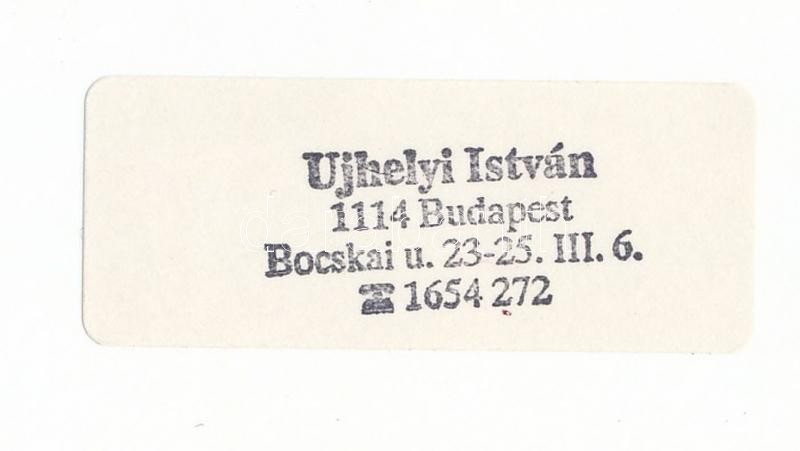 Ujhelyi István
1114 Budapest
Bocskai u. 23-25. III. 6.
☎ 1654 272